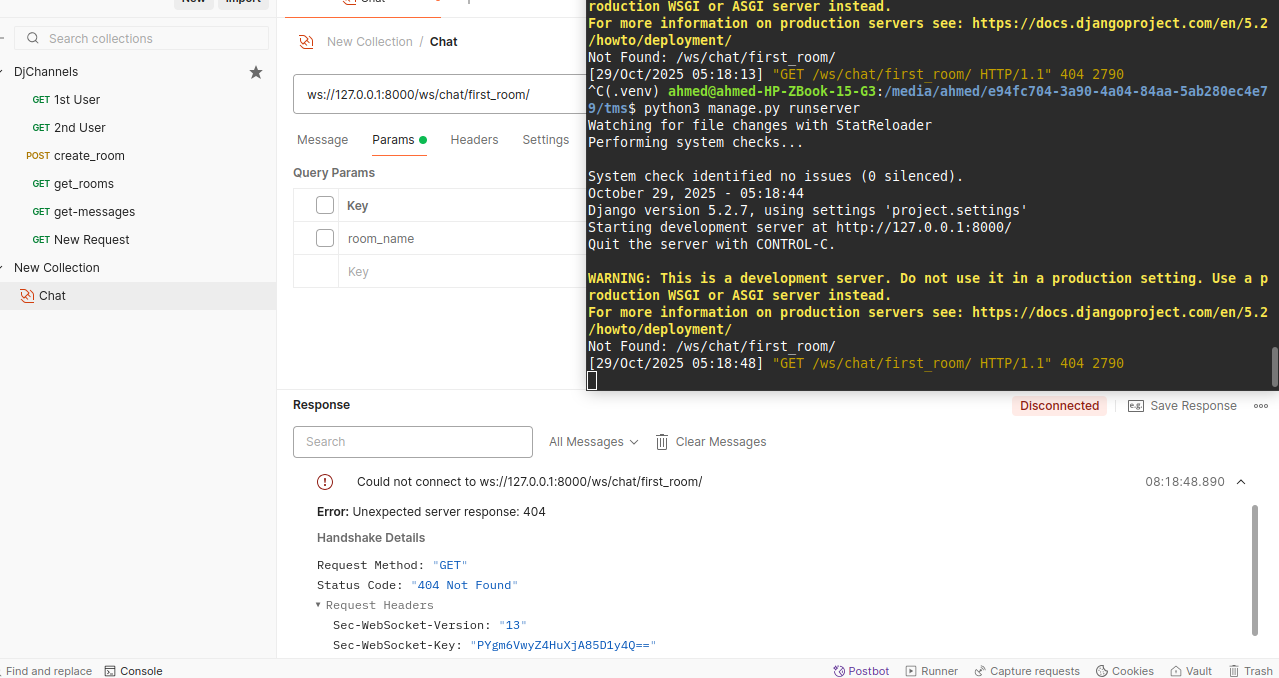 New Import
Search collections
DjChannels
GET 1st User
GET 2nd User
POST create_room
GET get_rooms
GET get-messages
GET New Request
New Collection
Chat
Chat
New Collection / Chat
ws://127.0.0.1:8000/ws/chat/first_room/
Message Params Headers Settings
Query Params
Key
room_name
Key
roduction WSGI or ASGI server instead.
For more information on production servers see: https://docs.djangoproject.com/en/5.2
/howto/deployment/
Not Found: /ws/chat/first_room/
[29/Oct/2025 05:18:13] "GET /ws/chat/first_room/ HTTP/1.1" 404 2790
^C(.venv) ahmed@ahmed-HP-ZBook-15-G3:/media/ahmed/e94fc704-3a90-4a04-84aa-5ab280ec4e7
9/tms$ python3 manage.py runserver
Watching for file changes with StatReloader
Performing system checks...
System check identified no issues (0 silenced).
October 29, 2025 - 05:18:44
Django version 5.2.7, using settings 'project.settings'
Starting development server at http://127.0.0.1:8000/
Quit the server with CONTROL-C.
WARNING: This is a development server. Do not use it in a production setting. Use a p
roduction WSGI or ASGI server instead.
For more information on production servers see: https://docs.djangoproject.com/en/5.2
/howto/deployment/
Not Found: /ws/chat/first_room/
[29/Oct/2025 05:18:48] "GET /ws/chat/first_room/ HTTP/1.1" 404 2790
Response Disconnected e.g. Save Response
Search All Messages Clear Messages
Could not connect to ws://127.0.0.1:8000/ws/chat/first_room/ 08:18:48.890
Error: Unexpected server response: 404
Handshake Details
Request Method: "GET"
Status Code: "404 Not Found"
Request Headers
Sec-WebSocket-Version: "13"
Sec-WebSocket-Key: "PYgm6VwyZ4HuXjA85D1y4Q=="
Find and replace Console Postbot Runner Capture requests Cookies Vault Trash